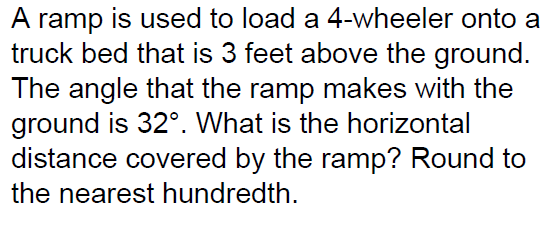 A ramp is used to load a 4-wheeler onto a
truck bed that is 3 feet above the ground.
The angle that the ramp makes with the
ground is 32°. What is the horizontal
distance covered by the ramp? Round to
the nearest hundredth.